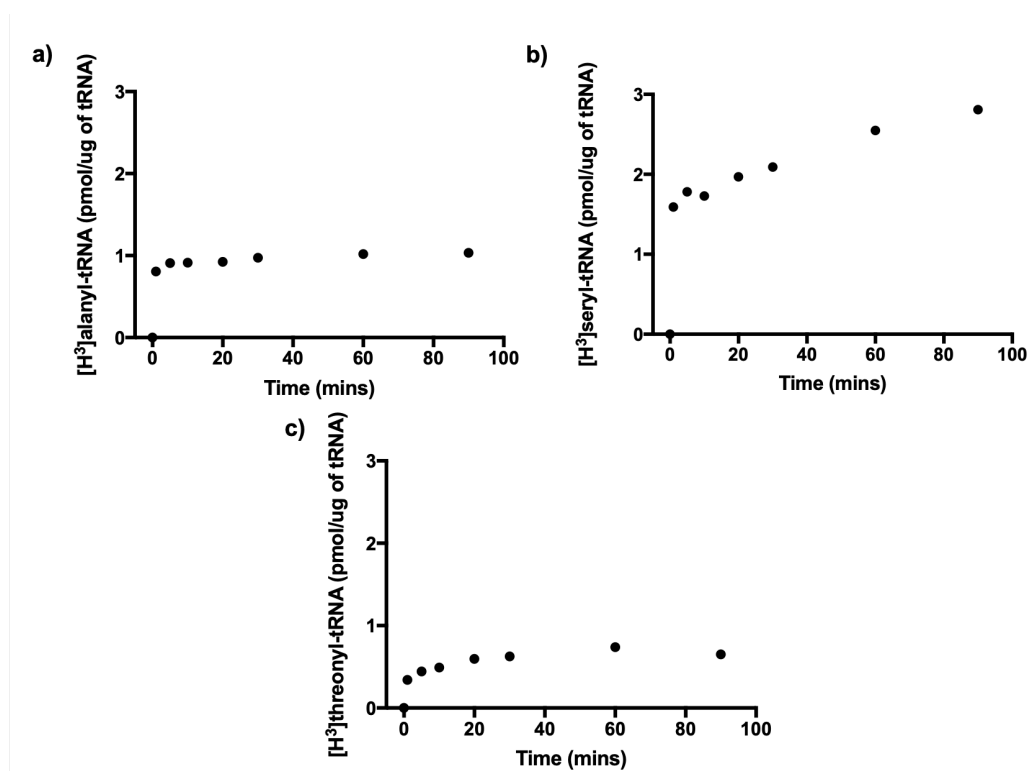 a)
[H³]alanyl-tRNA (pmol/ug of tRNA)
3
2
1
0
0 20 40 60 80 100
Time (mins)
b)
[H³]seryl-tRNA (pmol/ug of tRNA)
3
2
1
0
0 20 40 60 80 100
Time (mins)
c)
[H³]threonyl-tRNA (pmol/ug of tRNA)
3
2
1
0
0 20 40 60 80 100
Time (mins)